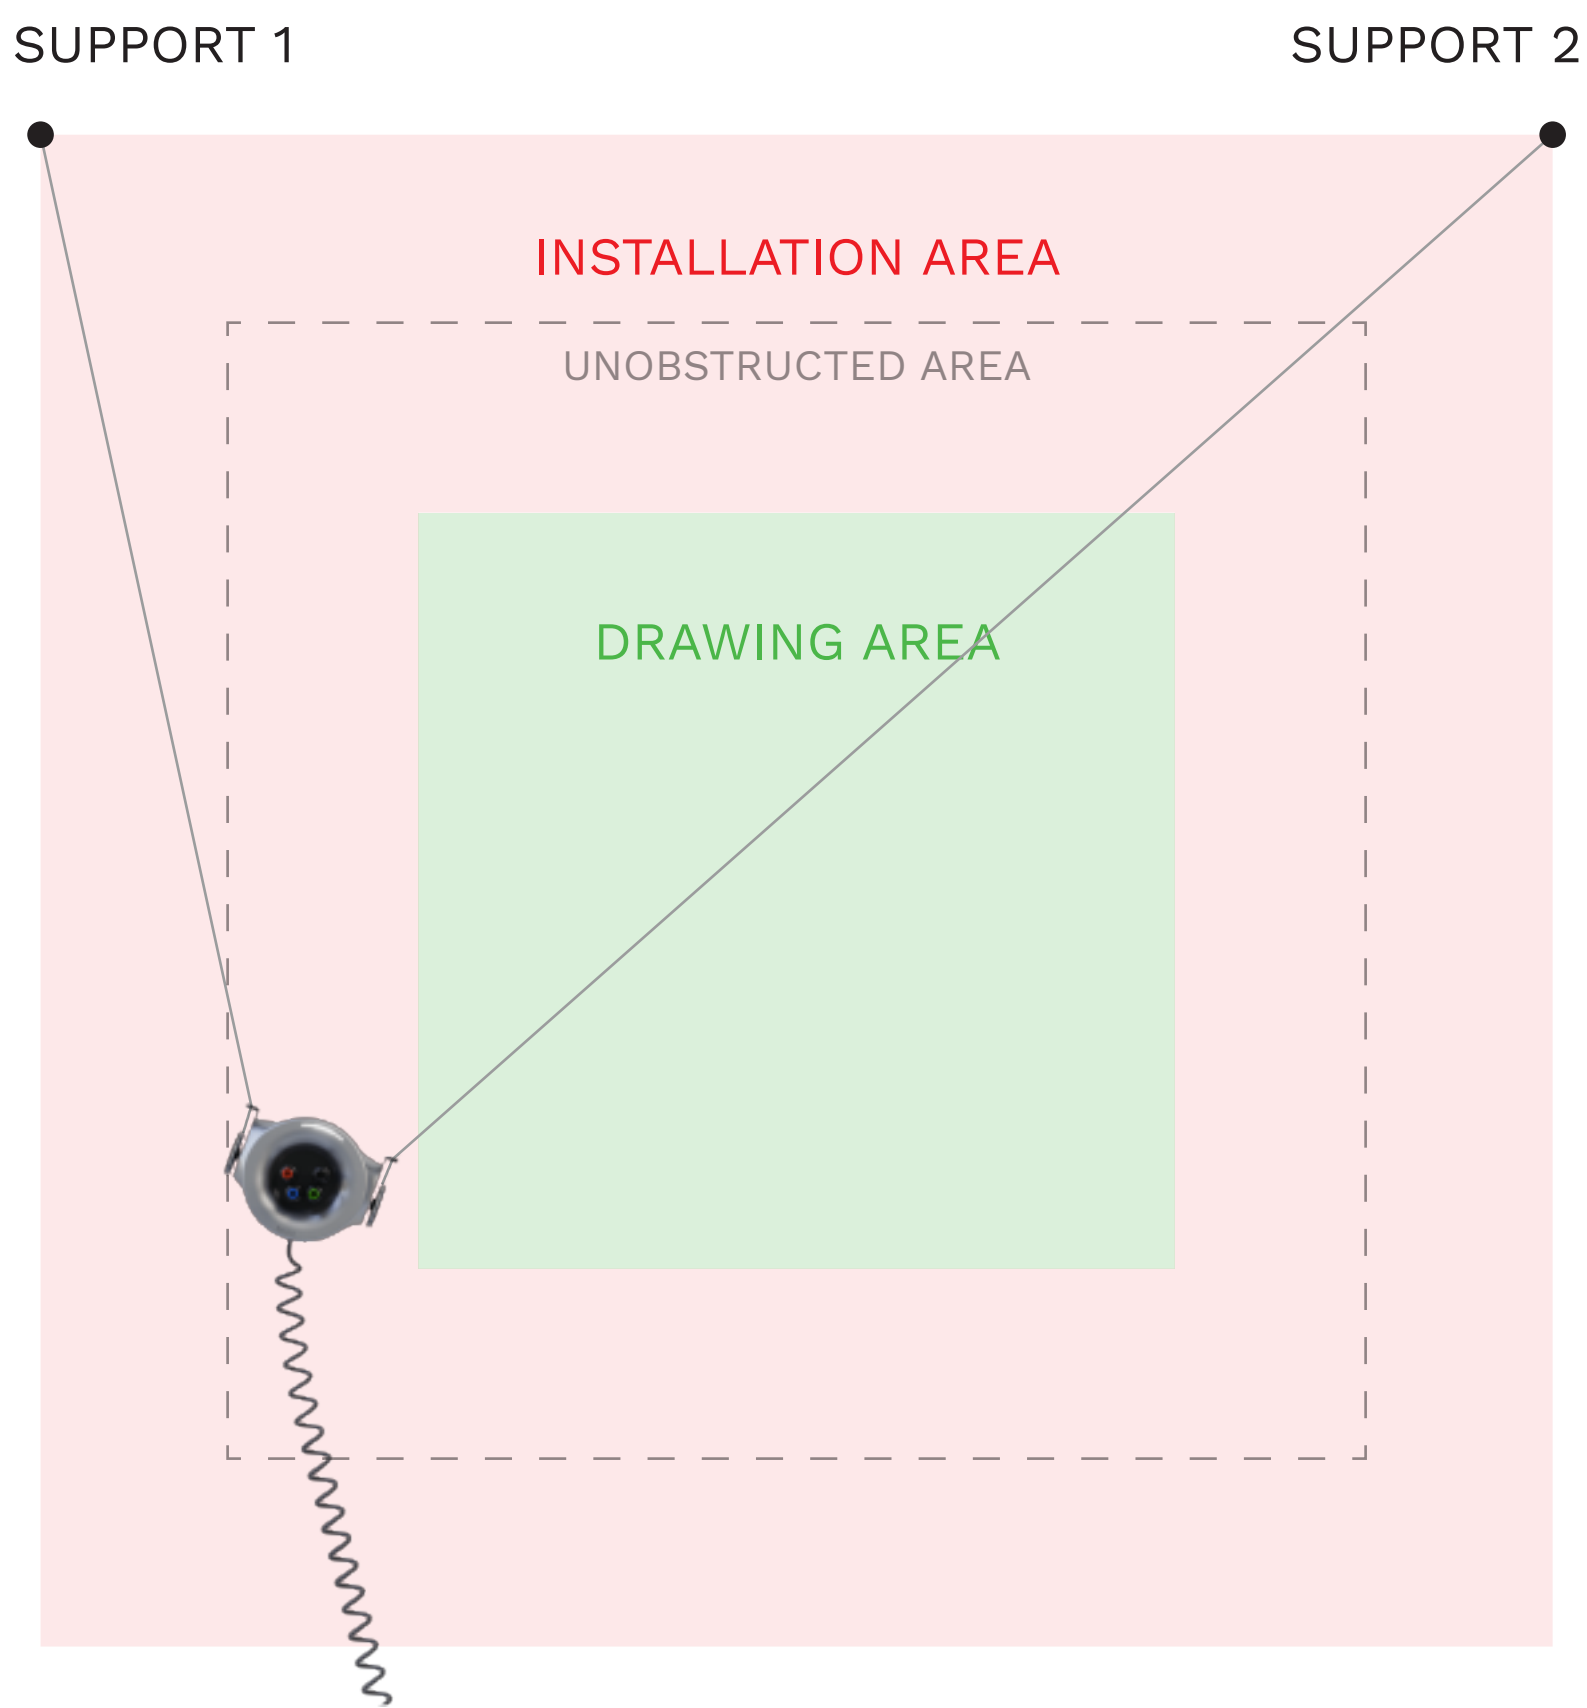 SUPPORT 1
SUPPORT 2
INSTALLATION AREA
UNOBSTRUCTED AREA
DRAWING AREA